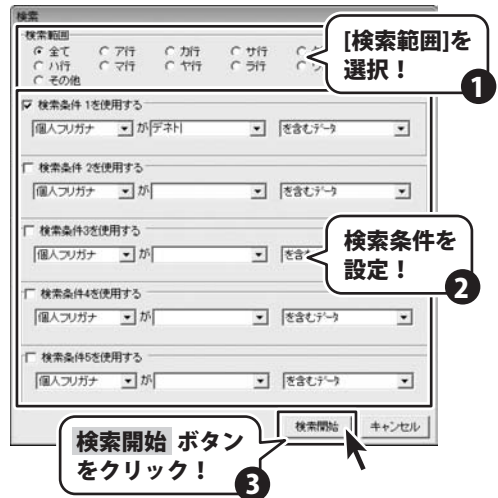 検索
検索範囲
全て ア行 カ行 サ行
ハ行 マ行 ヤ行 ラ行
その他
[検索範囲]を
選択！
1
検索条件 1を使用する
個人フリガナ が デネト を含むデータ
検索条件 2を使用する
個人フリガナ が を含むデータ
検索条件3を使用する
個人フリガナ が を含む
検索条件を
設定！
2
検索条件4を使用する
個人フリガナ が を含むデータ
検索条件5を使用する
個人フリガナ が を含むデータ
検索開始 キャンセル
検索開始 ボタン
をクリック！
3